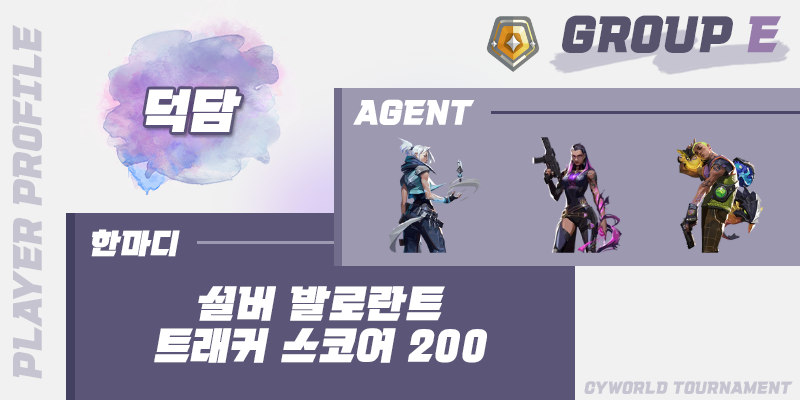 PLAYER PROFILE
덕담
GROUP E
AGENT
한마디
실버 발로란트
트래커 스코어 200
CYWORLD TOURNAMENT